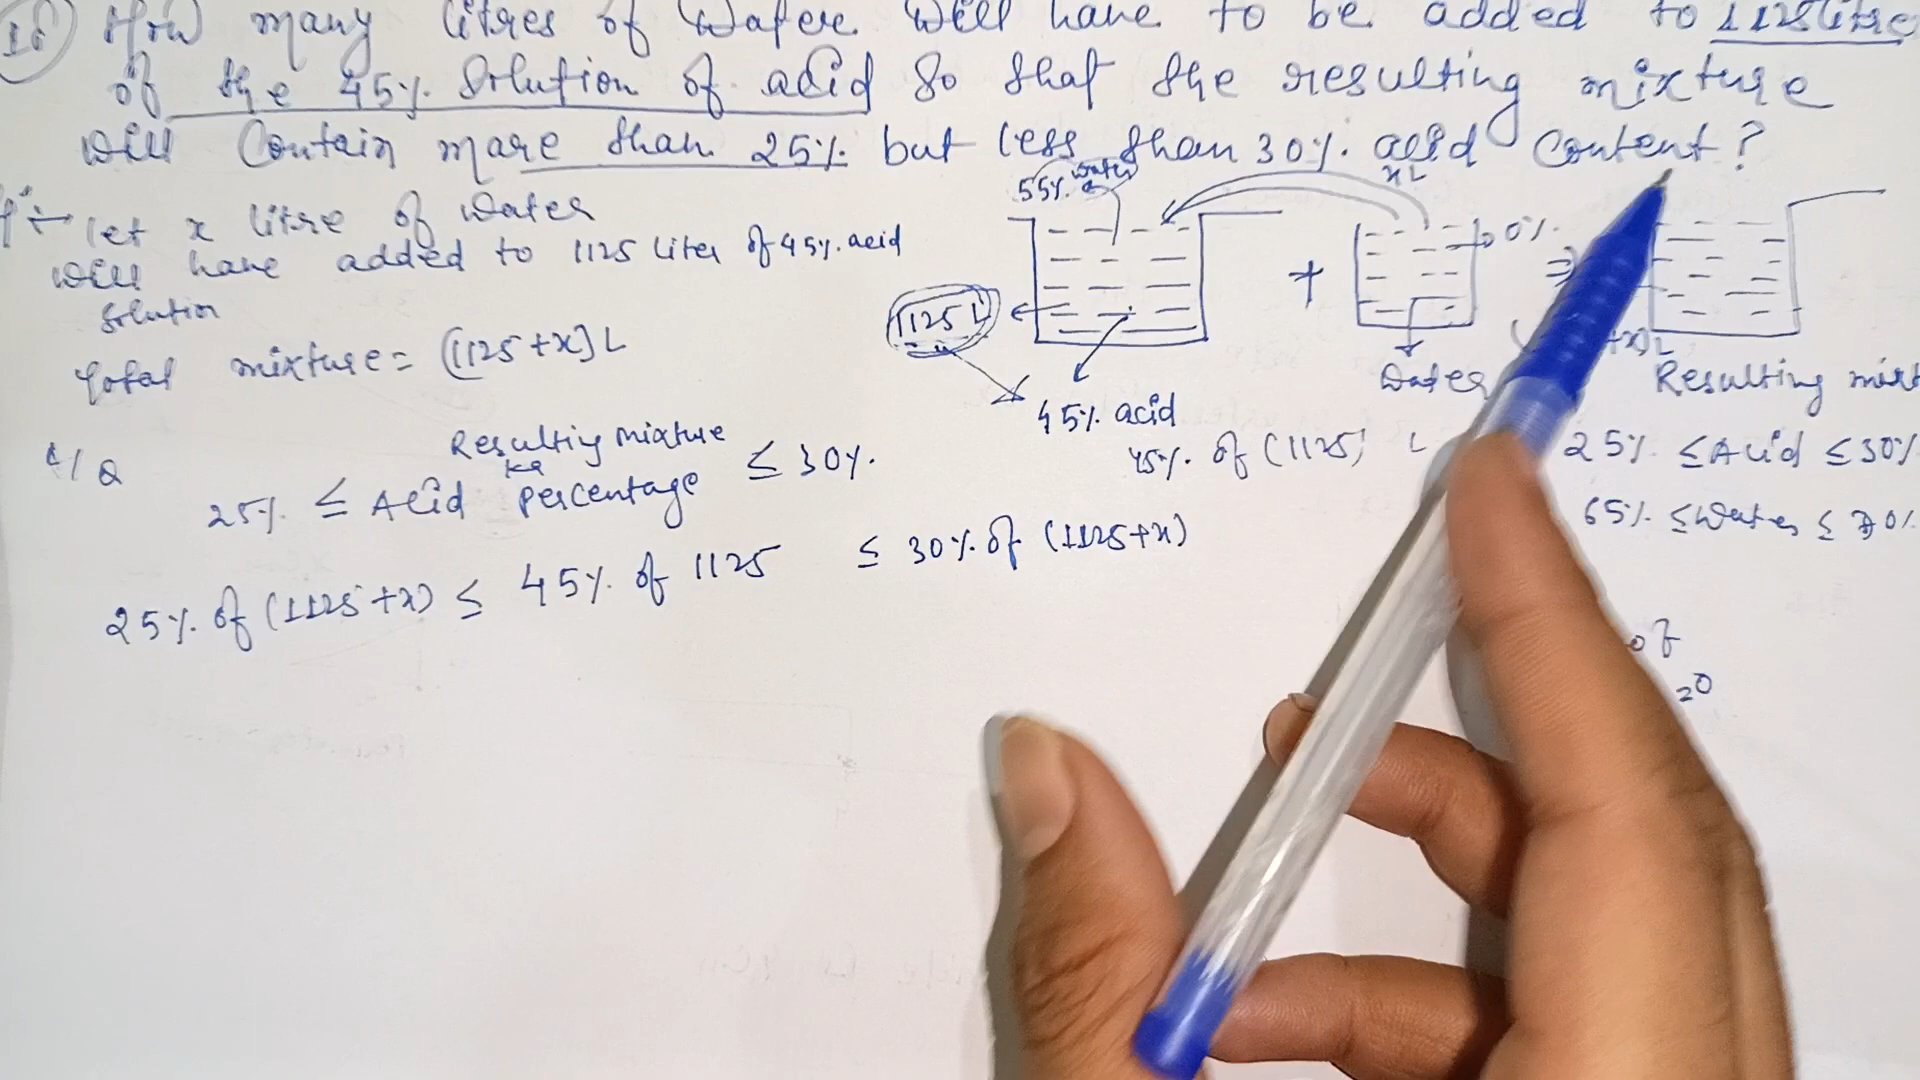 How many litres of water will have to be added to 1125 litre
of the 45% solution of acid so that the resulting mixture
will contain more than 25% but less than 30% acid content?
let x litre of water
will have added to 1125 liter of 45% acid
solution
Total mixture = (1125+x) L
55% water
xL
0%
1125 L
+
⇒
45% acid
Water
+x)L
Resulting mixt
45% of (1125) L
25% ≤ Acid ≤ 30%
65% ≤ Water ≤ 70%
Resulting mixture
ka
25% ≤ Acid percentage ≤ 30%
25% of (1125+x) ≤ 45% of 1125 ≤ 30% of (1125+x)
of